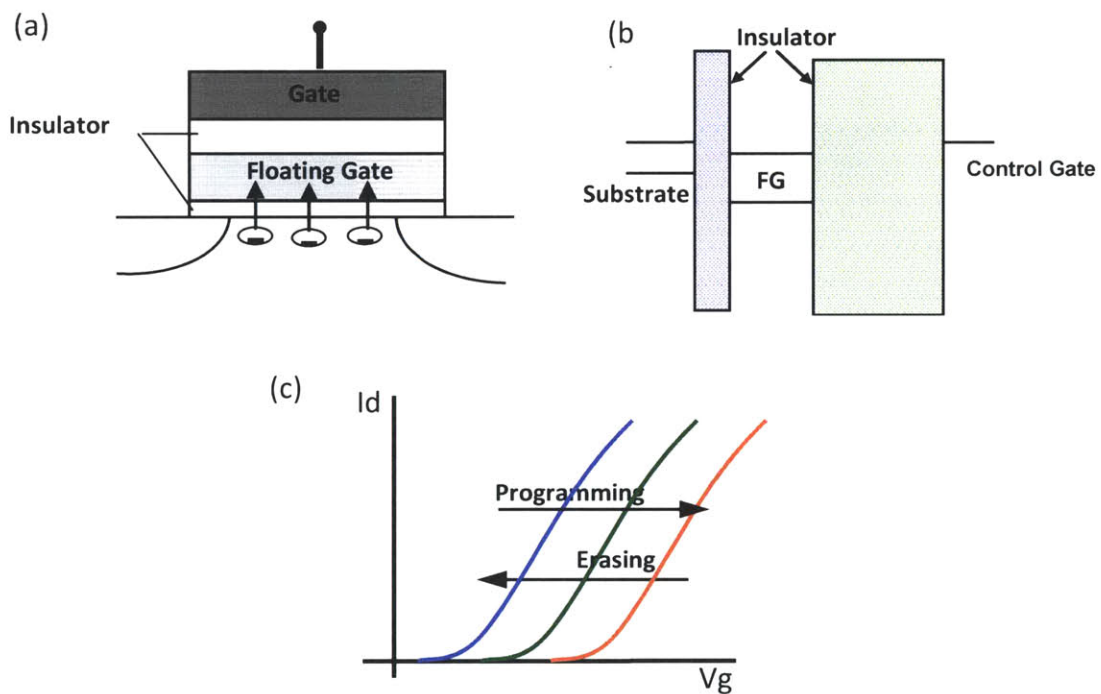 (a)
Gate
Insulator
Floating Gate
(b
Insulator
Substrate
FG
Control Gate
(c)
Id
Programming
Erasing
Vg